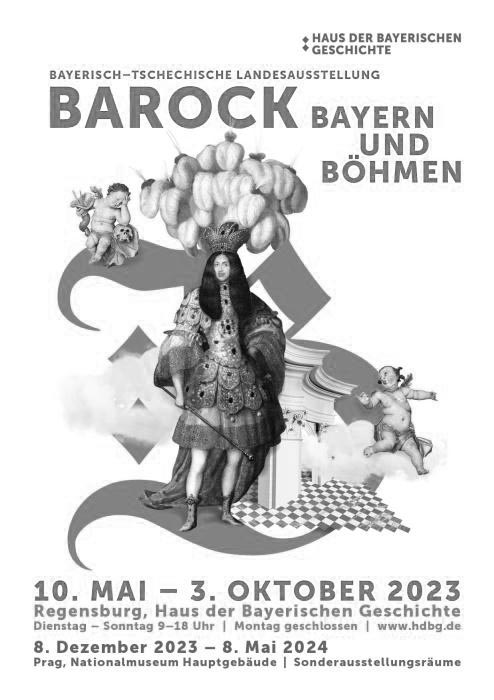 HAUS DER BAYERISCHEN
GESCHICHTE
BAYERISCH–TSCHECHISCHE LANDESAUSSTELLUNG
BAROCK BAYERN
UND
BÖHMEN
10. MAI – 3. OKTOBER 2023
Regensburg, Haus der Bayerischen Geschichte
Dienstag – Sonntag 9–18 Uhr | Montag geschlossen | www.hdbg.de
8. Dezember 2023 – 8. Mai 2024
Prag, Nationalmuseum Hauptgebäude | Sonderausstellungsräume